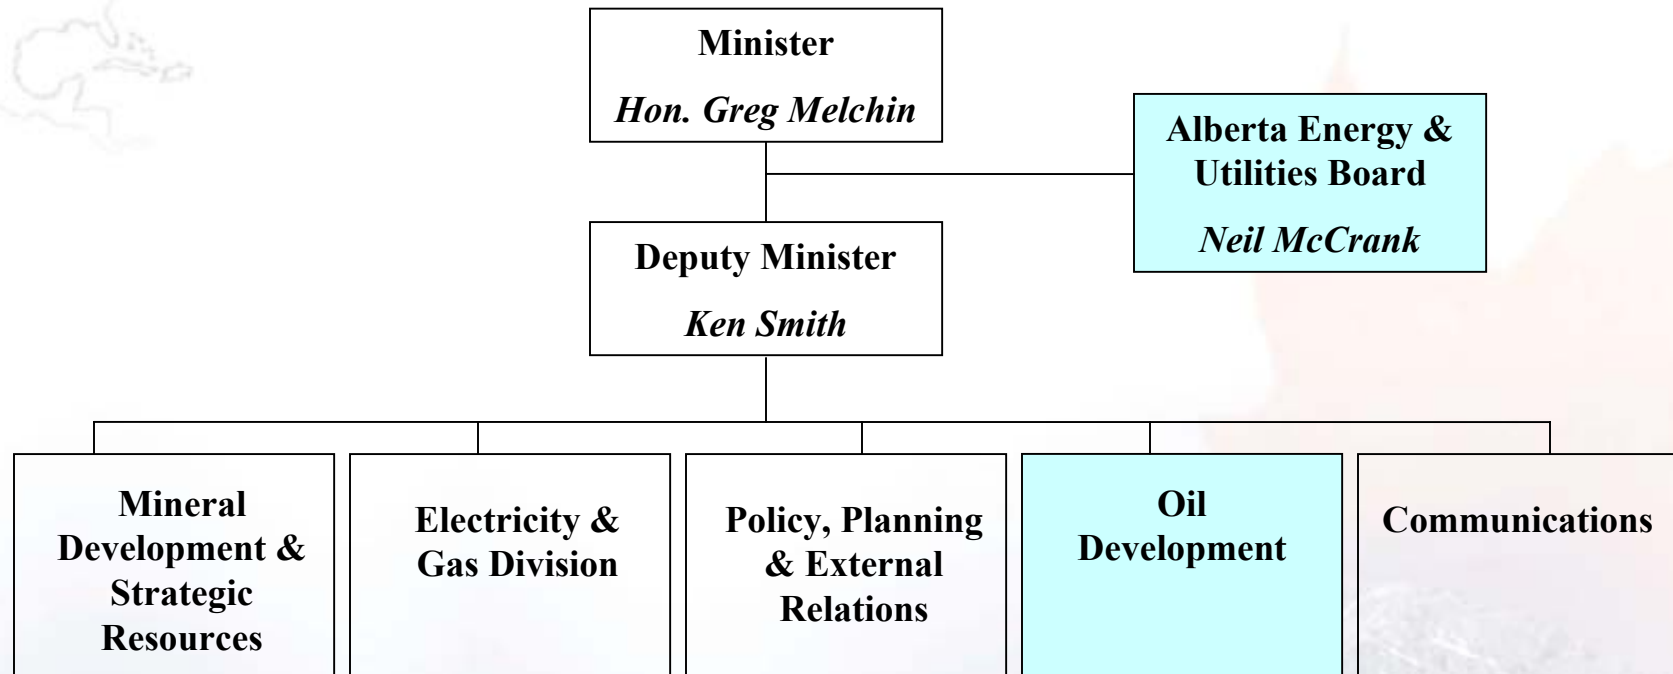 Minister
Hon. Greg Melchin
Alberta Energy &
Utilities Board
Neil McCrank
Deputy Minister
Ken Smith
Mineral
Development &
Strategic
Resources
Electricity &
Gas Division
Policy, Planning
& External
Relations
Oil
Development
Communications